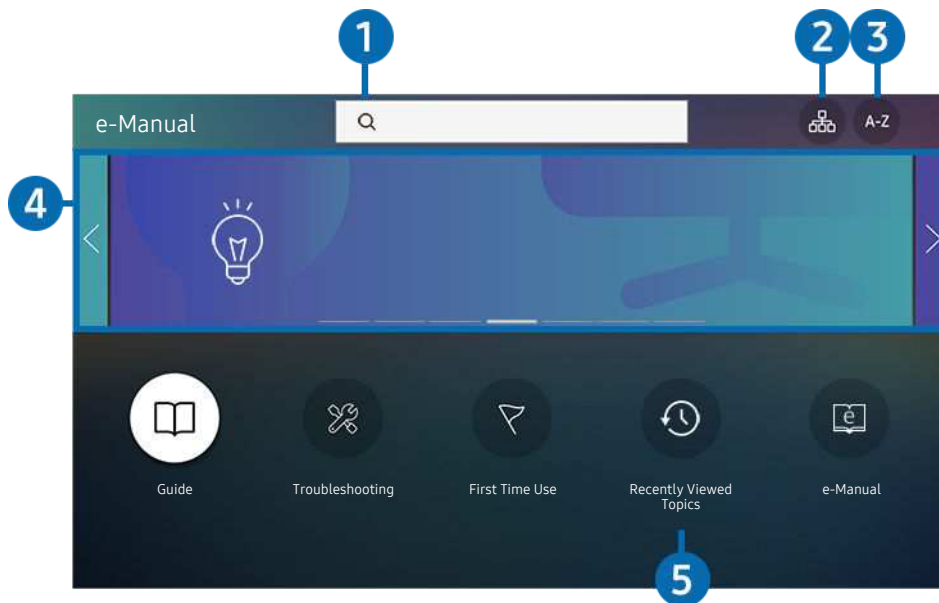 1
2
3
e-Manual
A-Z
4
e
Guide
Troubleshooting
First Time Use
Recently Viewed
Topics
e-Manual
5